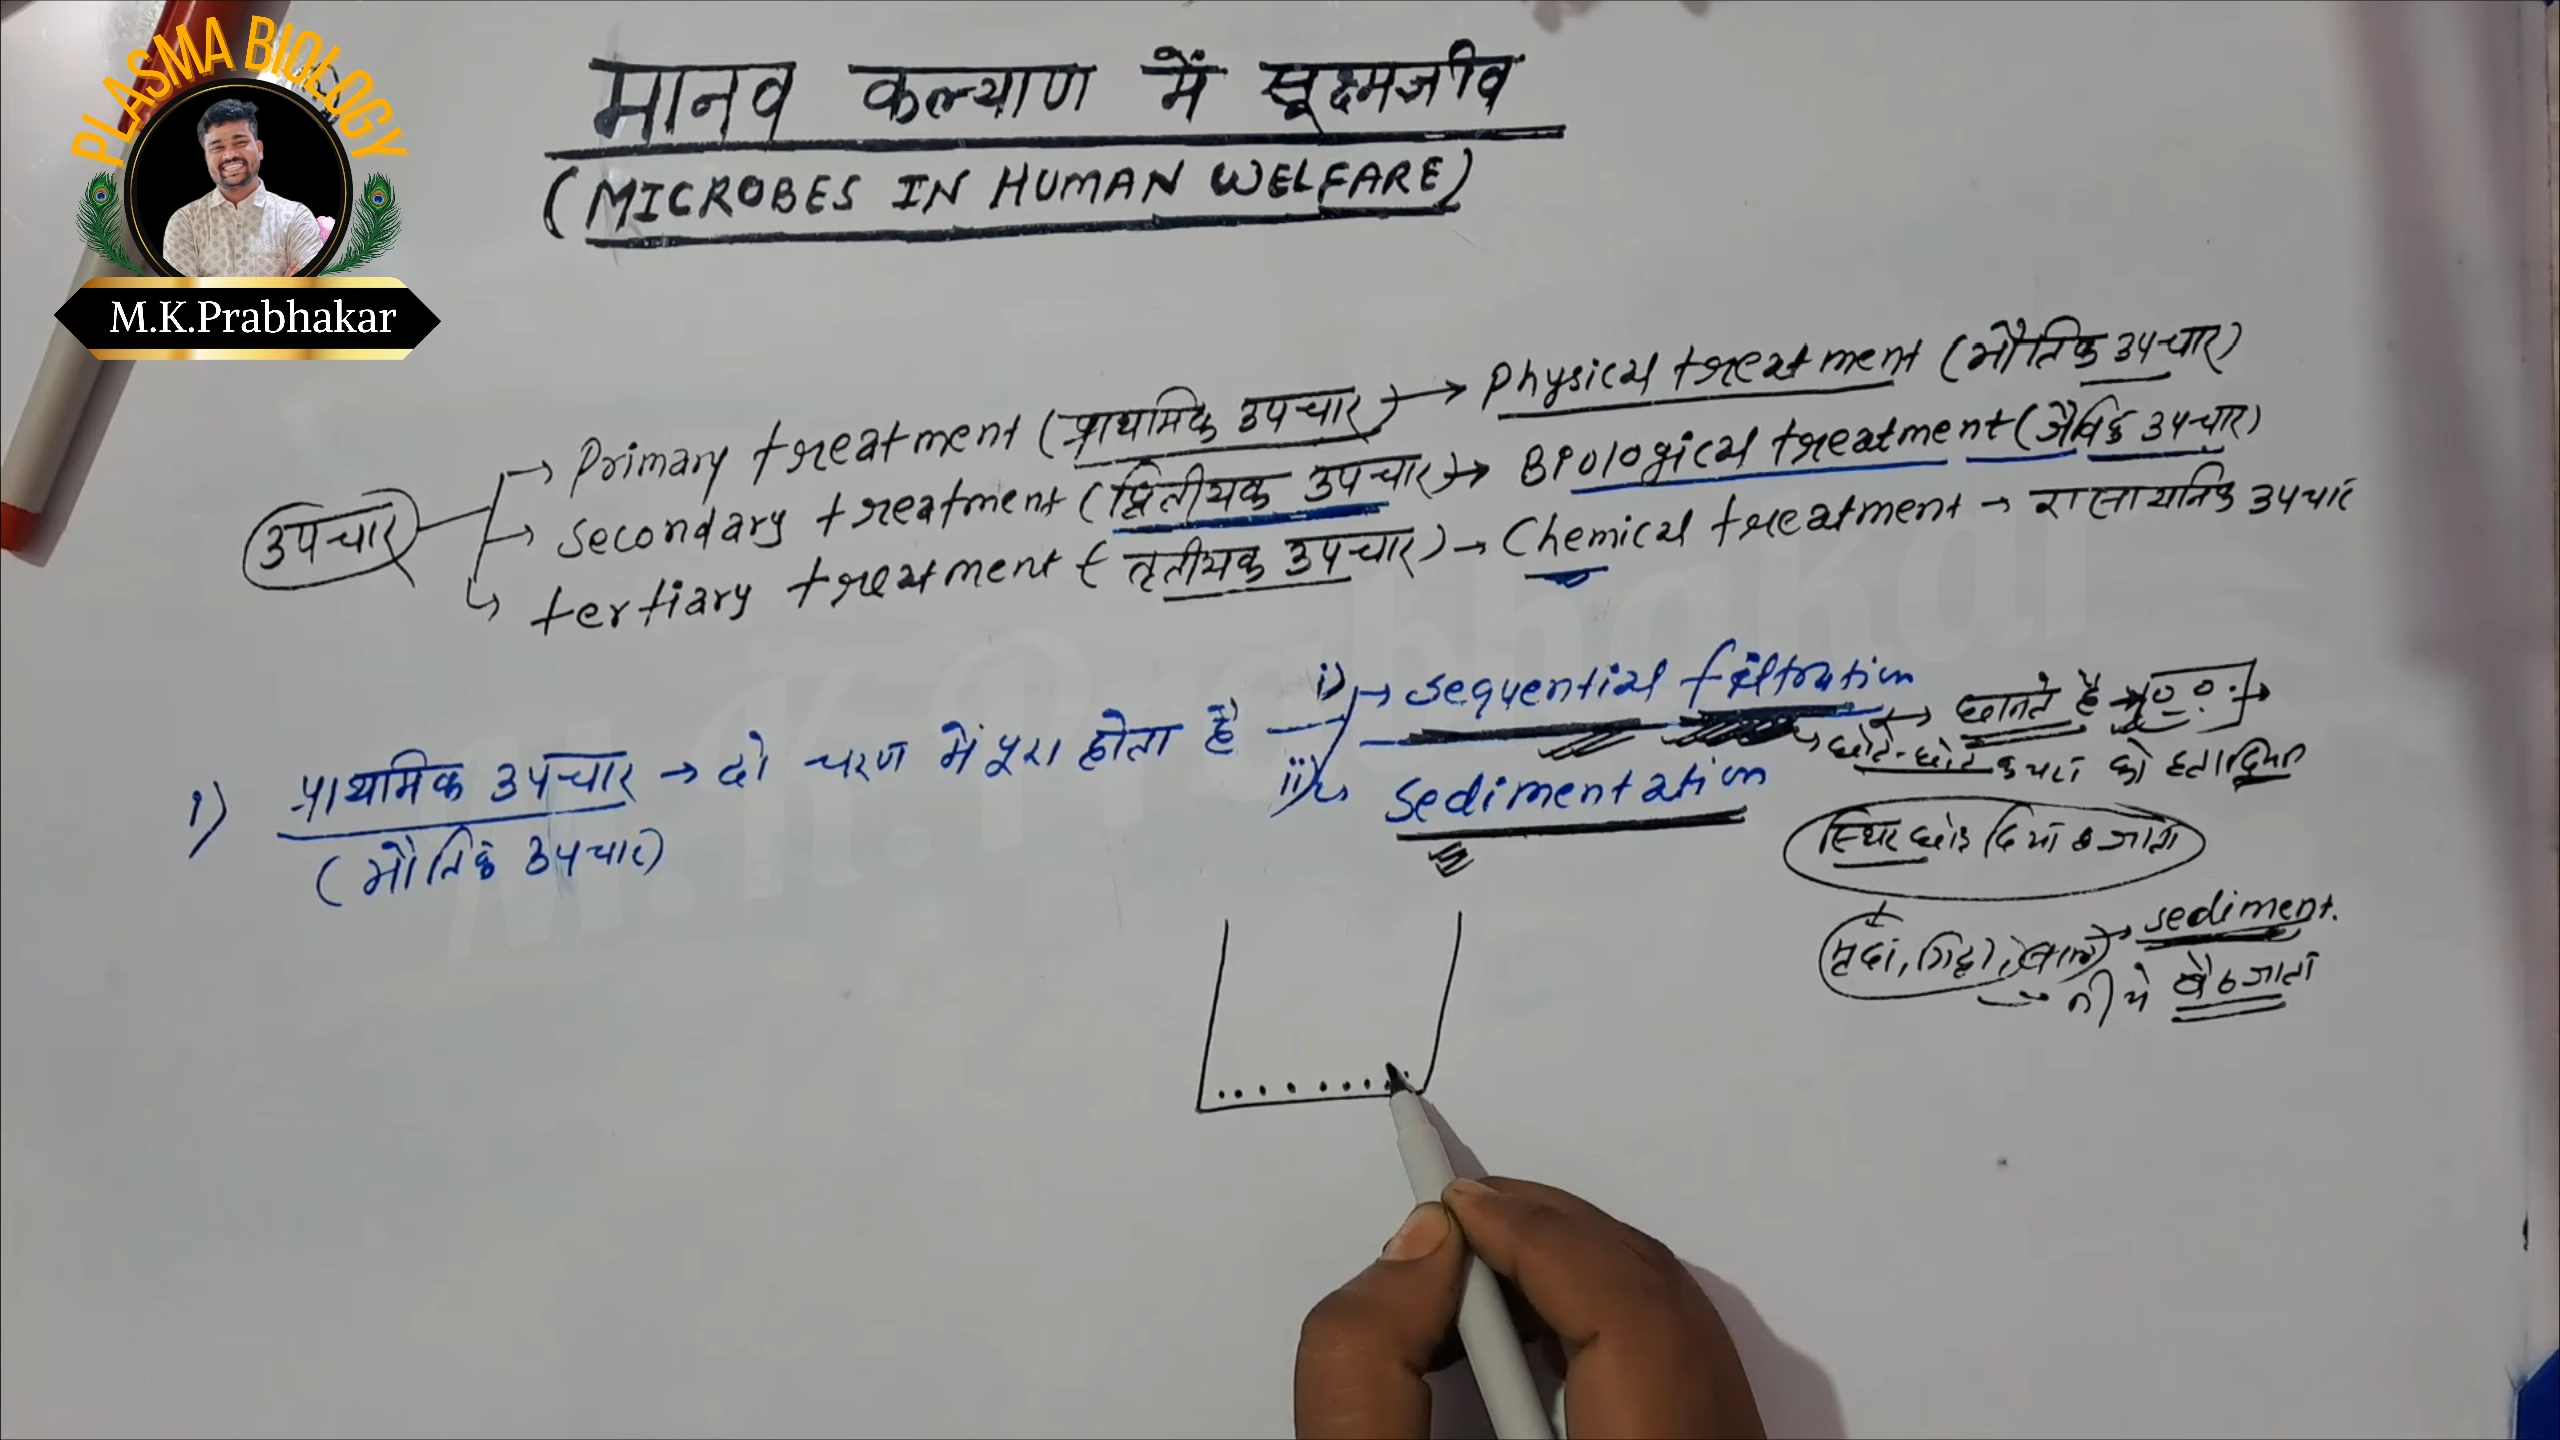 PLASMA BIOLOGY
M.K.Prabhakar
मानव कल्याण में सूक्ष्मजीव
(MICROBES IN HUMAN WELFARE)
उपचार
→ Primary treatment (प्राथमिक उपचार) → Physical treatment (भौतिक उपचार)
→ secondary treatment (द्वितीयक उपचार) → Biological treatment (जैविक उपचार)
→ tertiary treatment (तृतीयक उपचार) → Chemical treatment → रासायनिक उपचार
1) प्राथमिक उपचार → दो चरण में पूरा होता है
(भौतिक उपचार)
i) → sequential filtration → छानते है →
छोटे-छोटे को हता दिया
ii) sedimentation
स्थिर छोड़ दिया जाता
मृदा, sediment.
नीचे बैठ जाता
M.K.Prabhakar